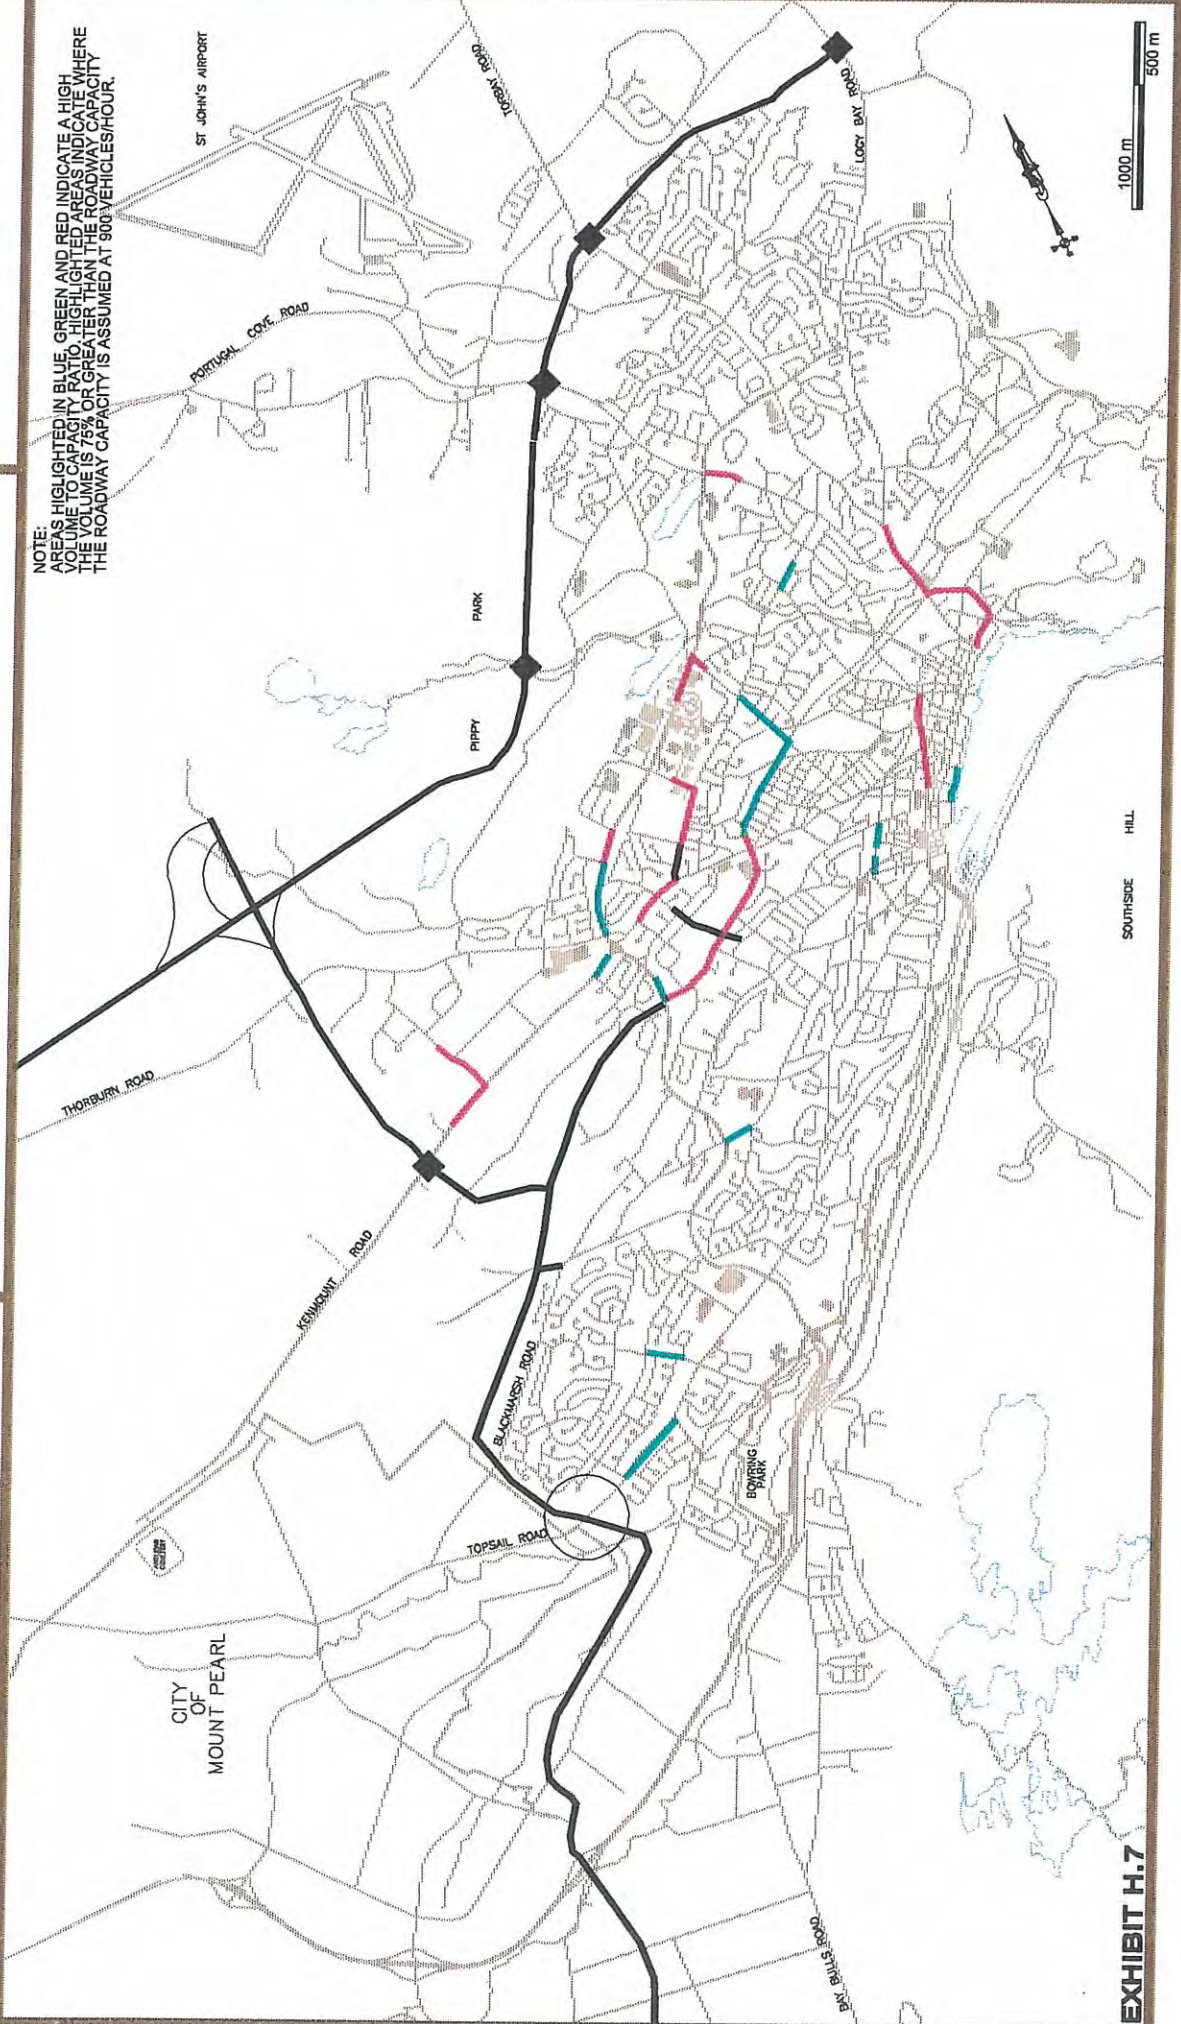 NOTE:
AREAS HIGLIGHTED IN BLUE, GREEN AND RED INDICATE A HIGH
VOLUME TO CAPACITY RATIO. HIGHLIGHTED AREAS INDICATE WHERE
THE VOLUME IS 75% OR GREATER THAN THE ROADWAY CAPACITY
THE ROADWAY CAPACITY IS ASSUMED AT 900 VEHICLES/HOUR.
ST JOHN'S AIRPORT
TORBAY ROAD
LOGY BAY ROAD
1000 m
500 m
PORTUGAL COVE ROAD
PIPPY PARK
SOUTHSIDE HILL
THORBURN ROAD
KENMOUNT ROAD
BLACKMARSH ROAD
BOWRING
PARK
TOPSAIL ROAD
CITY
OF
MOUNT PEARL
BAY BULLS ROAD
EXHIBIT H.7